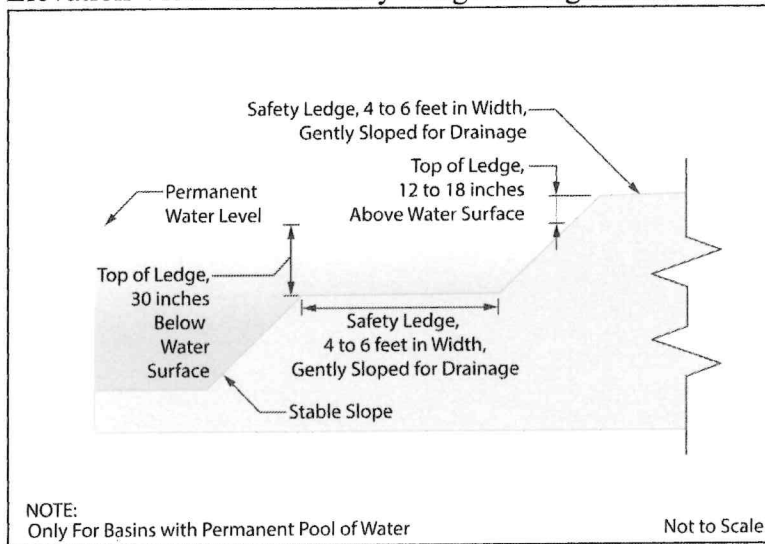 Elevation
Safety Ledge, 4 to 6 feet in Width,
Gently Sloped for Drainage
Top of Ledge,
12 to 18 inches
Above Water Surface
Permanent
Water Level
Top of Ledge,
30 inches
Below
Water
Surface
Safety Ledge,
4 to 6 feet in Width,
Gently Sloped for Drainage
Stable Slope
NOTE:
Only For Basins with Permanent Pool of Water
Not to Scale